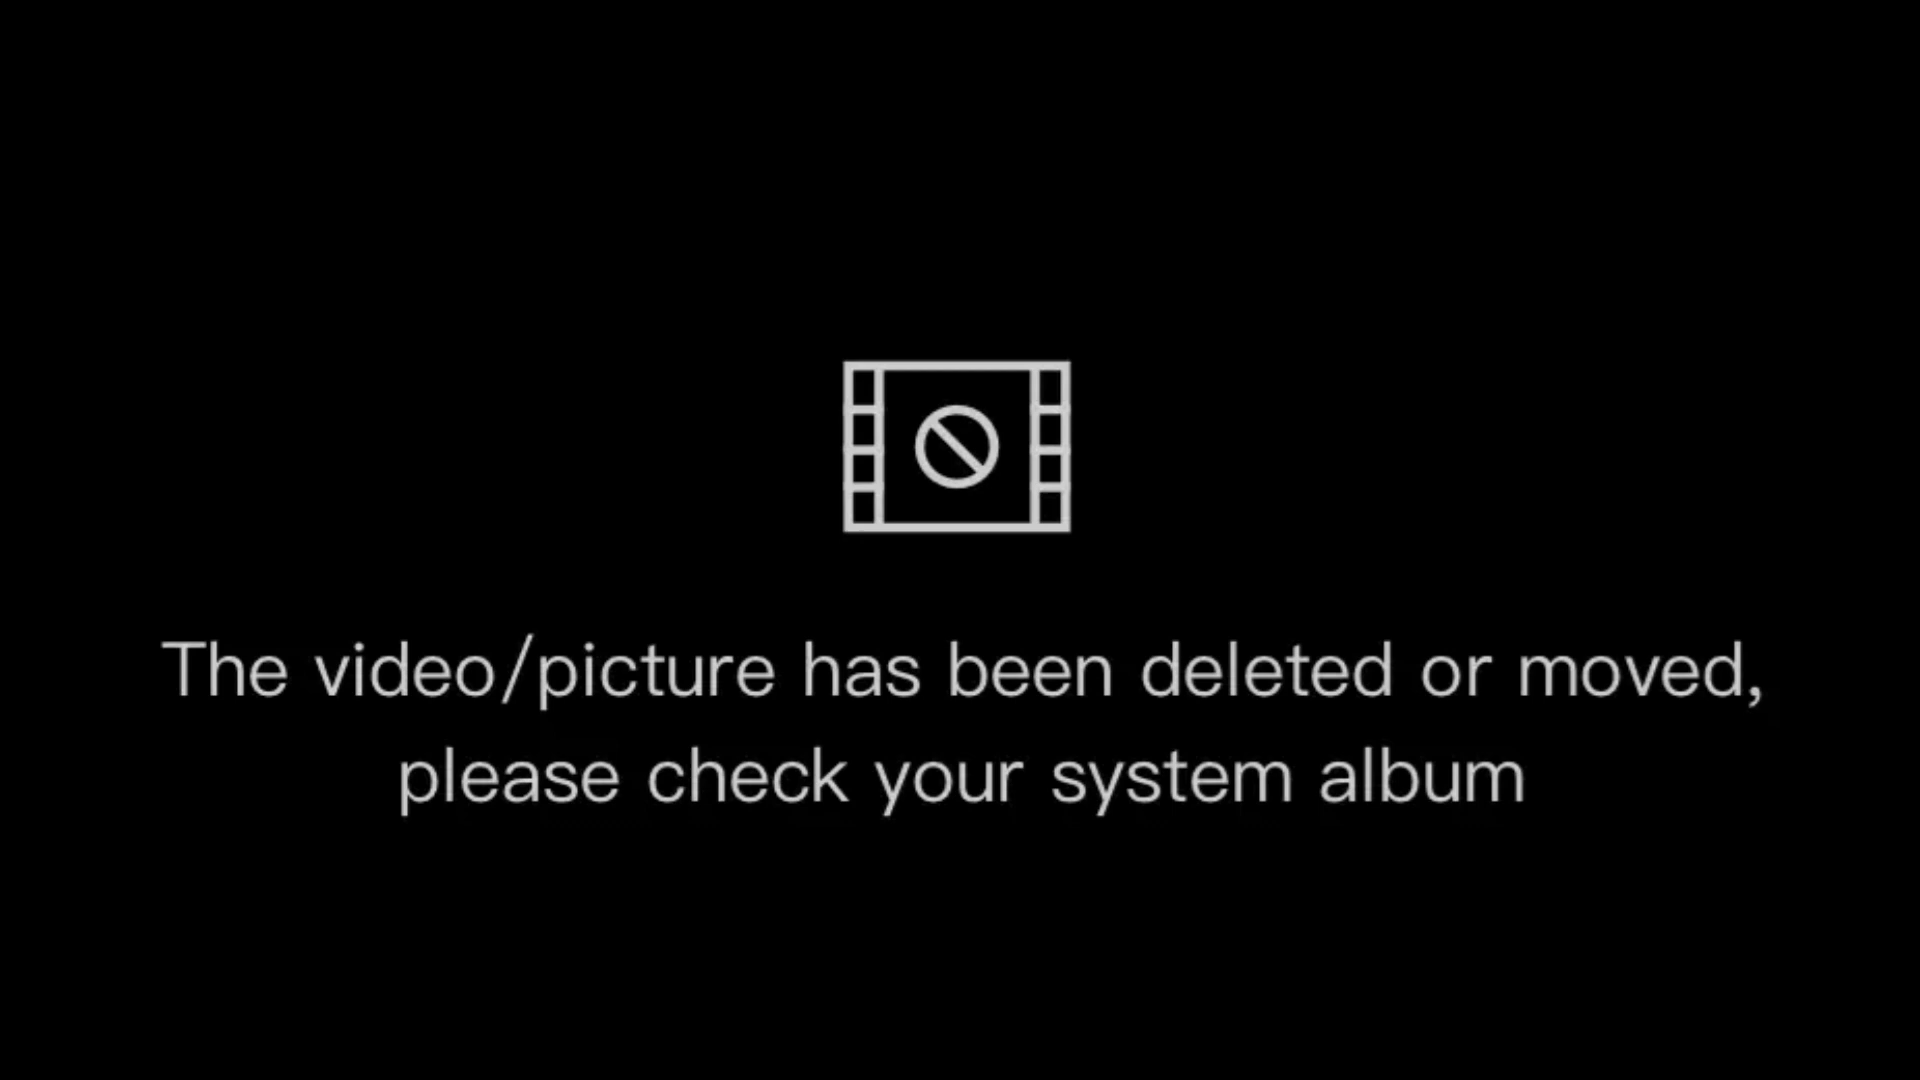 The video/picture has been deleted or moved,
please check your system album